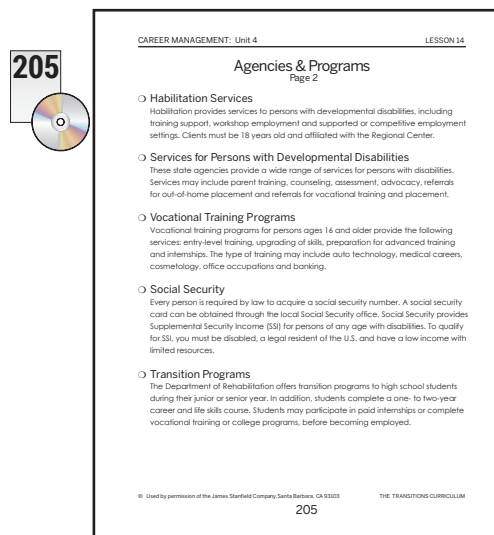 205
CAREER MANAGEMENT: Unit 4 LESSON 14
Agencies & Programs
Page 2
❍ Habilitation Services
Habilitation provides services to persons with developmental disabilities, including
training support, workshop employment and supported or competitive employment
settings. Clients must be 18 years old and affiliated with the Regional Center.
❍ Services for Persons with Developmental Disabilities
These state agencies provide a wide range of services for persons with disabilities.
Services may include parent training, counseling, assessment, advocacy, referrals
for out-of-home placement and referrals for vocational training and placement.
❍ Vocational Training Programs
Vocational training programs for persons ages 16 and older provide the following
services: entry-level training, upgrading of skills, preparation for advanced training
and internships. The type of training may include auto technology, medical careers,
cosmetology, office occupations and banking.
❍ Social Security
Every person is required by law to acquire a social security number. A social security
card can be obtained through the local Social Security office. Social Security provides
Supplemental Security Income (SSI) for persons of any age with disabilities. To qualify
for SSI, you must be disabled, a legal resident of the U.S. and have a low income with
limited resources.
❍ Transition Programs
The Department of Rehabilitation offers transition programs to high school students
during their junior or senior year. In addition, students complete a one- to two-year
career and life skills course. Students may participate in paid internships or complete
vocational training or college programs, before becoming employed.
© Used by permission of the James Stanfield Company, Santa Barbara, CA 93103 THE TRANSITIONS CURRICULUM
205